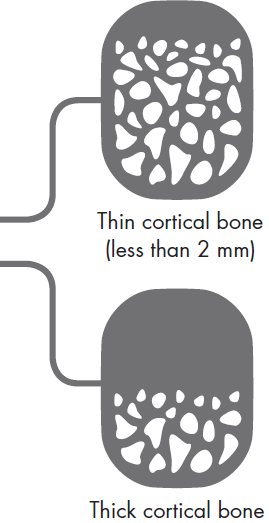 Thin cortical bone
(less than 2 mm)
Thick cortical bone